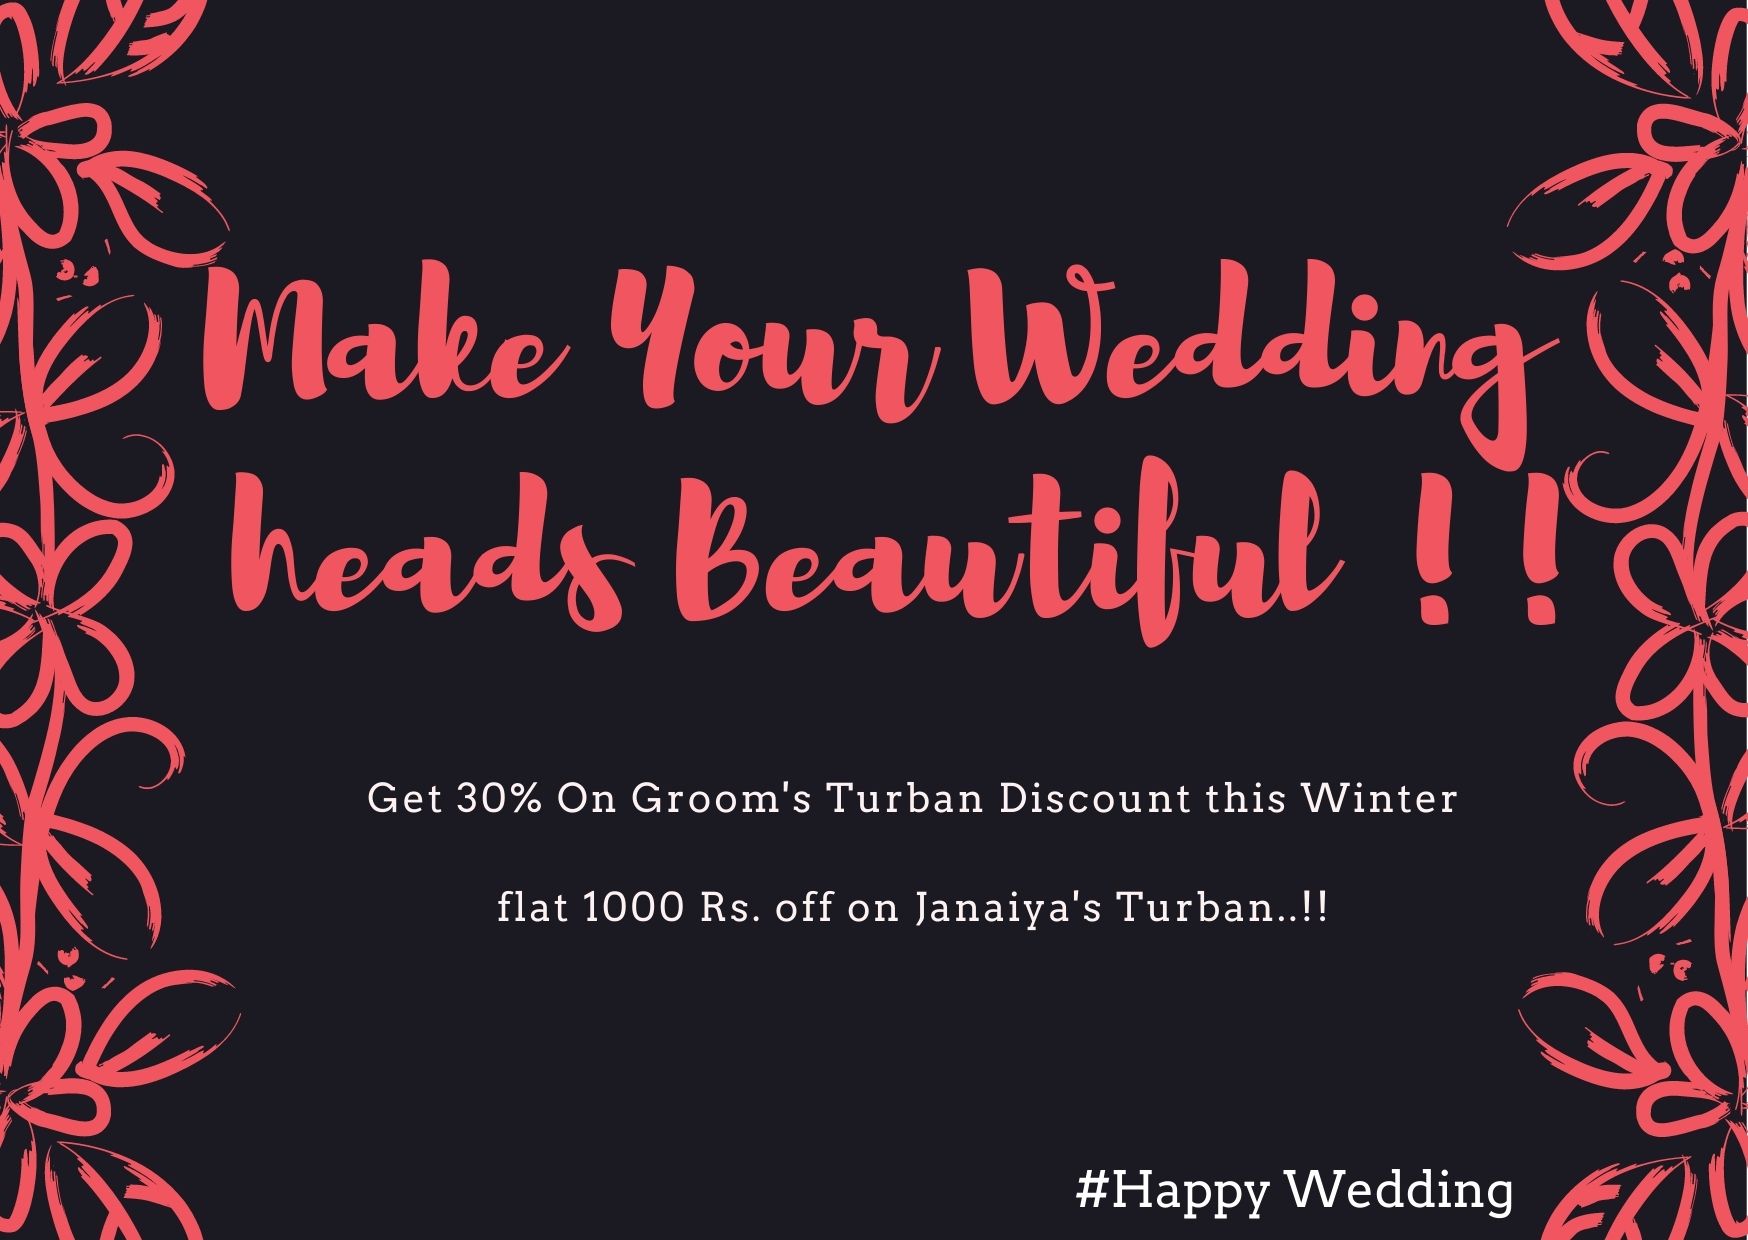 Make Your Wedding
heads Beautiful !!
Get 30% On Groom's Turban Discount this Winter
flat 1000 Rs. off on Janaiya's Turban..!!
#Happy Wedding